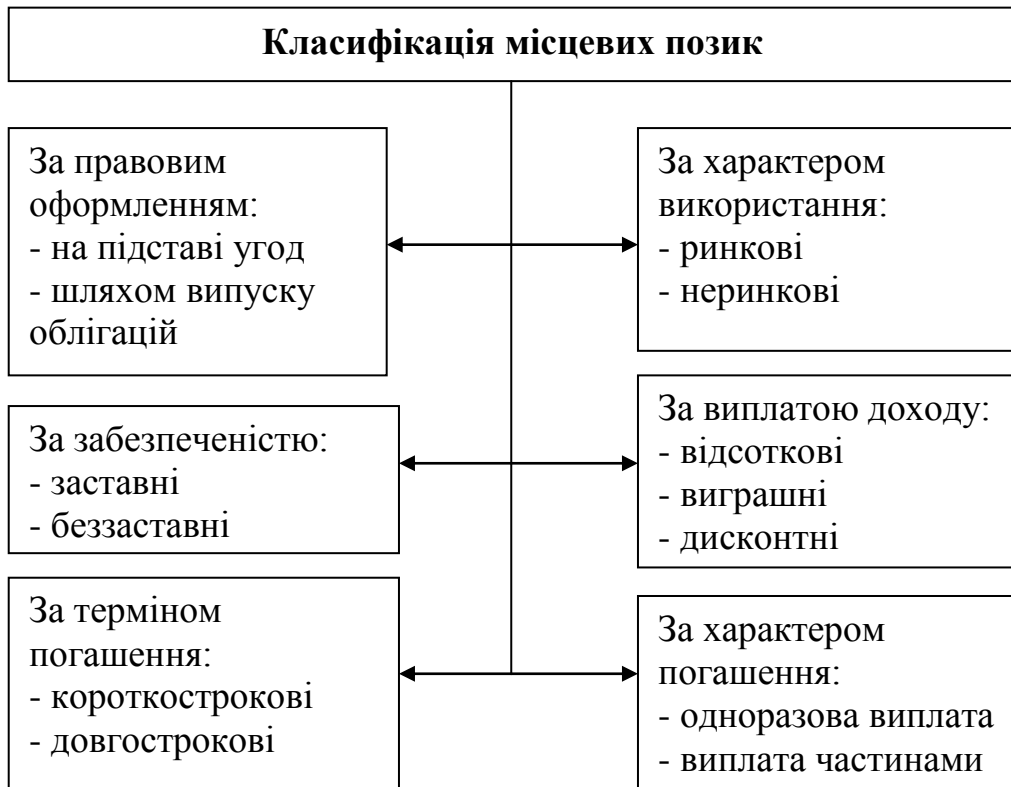 Класифікація місцевих позик
За правовим
оформленням:
- на підставі угод
- шляхом випуску
облігацій
За характером
використання:
- ринкові
- неринкові
За забезпеченістю:
- заставні
- беззаставні
За виплатою доходу:
- відсоткові
- виграшні
- дисконтні
За терміном
погашення:
- короткострокові
- довгострокові
За характером
погашення:
- одноразова виплата
- виплата частинами